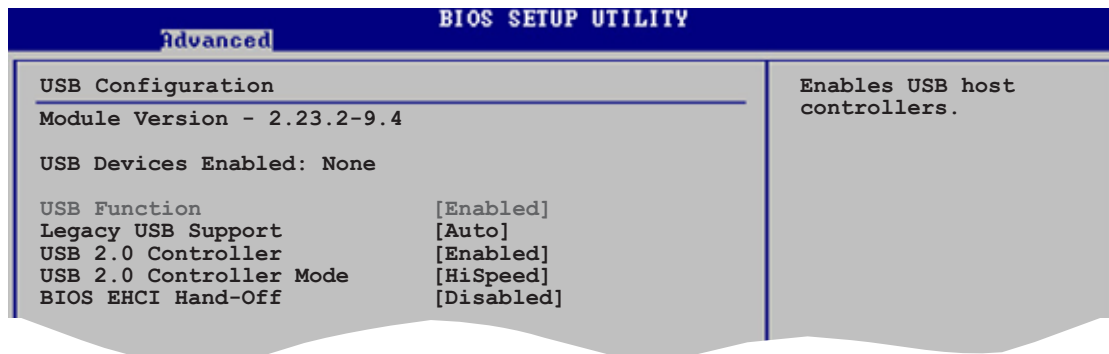 BIOS SETUP UTILITY
Advanced
USB Configuration
Module Version - 2.23.2-9.4
USB Devices Enabled: None
USB Function [Enabled]
Legacy USB Support [Auto]
USB 2.0 Controller [Enabled]
USB 2.0 Controller Mode [HiSpeed]
BIOS EHCI Hand-Off [Disabled]
Enables USB host
controllers.